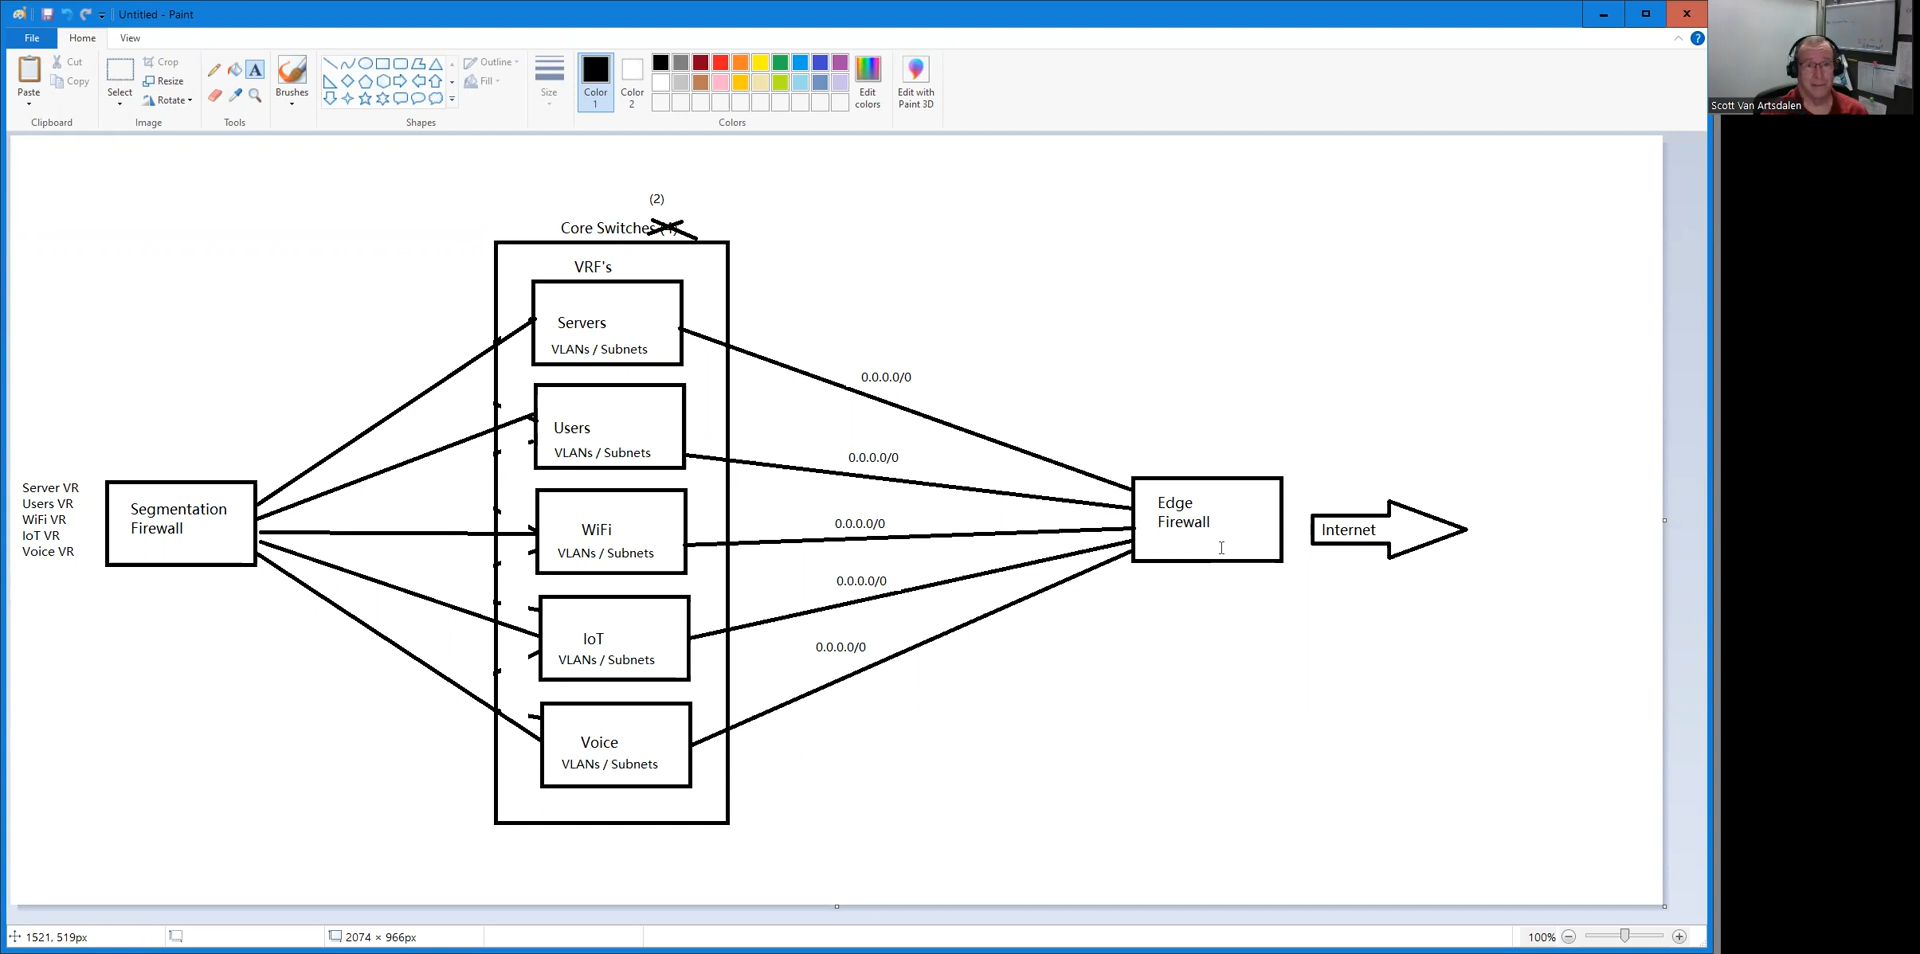 Untitled - Paint
File
Home
View
Paste
Cut
Copy
Clipboard
Select
Crop
Resize
Rotate
Image
Tools
Brushes
Outline
Fill
Shapes
Size
Color
1
Color
2
Edit
colors
Colors
Edit with
Paint 3D
Scott Van Artsdalen
(2)
Core Switches
VRF's
Servers
VLANs / Subnets
Users
VLANs / Subnets
WiFi
VLANs / Subnets
IoT
VLANs / Subnets
Voice
VLANs / Subnets
Server VR
Users VR
WiFi VR
IoT VR
Voice VR
Segmentation
Firewall
0.0.0.0/0
0.0.0.0/0
0.0.0.0/0
0.0.0.0/0
0.0.0.0/0
Edge
Firewall
Internet
1521, 519px
2074 × 966px
100%